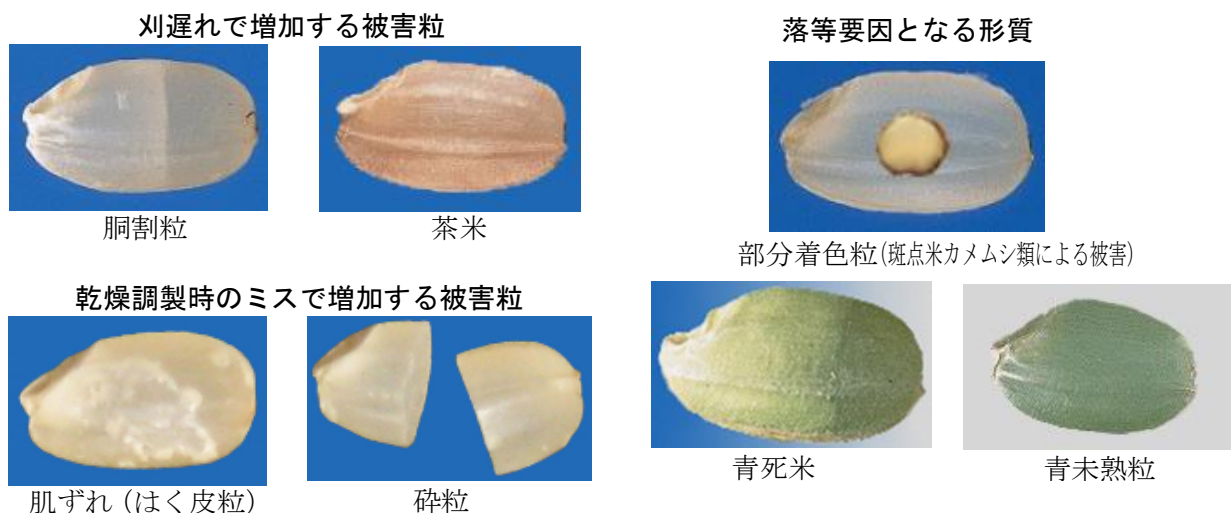 刈遅れで増加する被害粒
胴割粒
茶米
乾燥調製時のミスで増加する被害粒
肌ずれ(はく皮粒)
砕粒
落等要因となる形質
部分着色粒(斑点米カメムシ類による被害)
青死米
青未熟粒